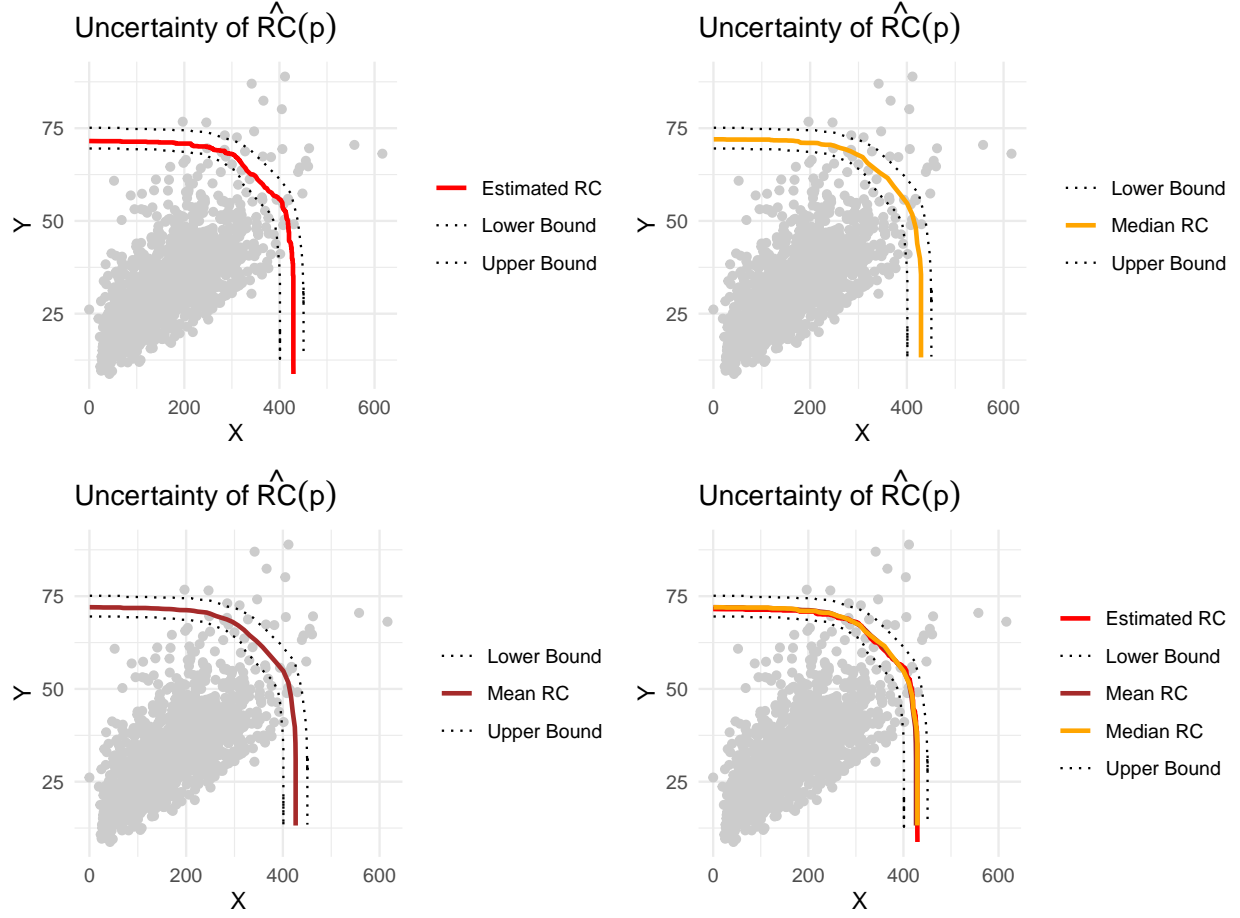 Uncertainty of R̂C(p)
75
50
25
Y
0
200
400
600
X
Estimated RC
Lower Bound
Upper Bound
Uncertainty of R̂C(p)
75
50
25
Y
0
200
400
600
X
Lower Bound
Median RC
Upper Bound
Uncertainty of R̂C(p)
75
50
25
Y
0
200
400
600
X
Lower Bound
Mean RC
Upper Bound
Uncertainty of R̂C(p)
75
50
25
Y
0
200
400
600
X
Estimated RC
Lower Bound
Mean RC
Median RC
Upper Bound